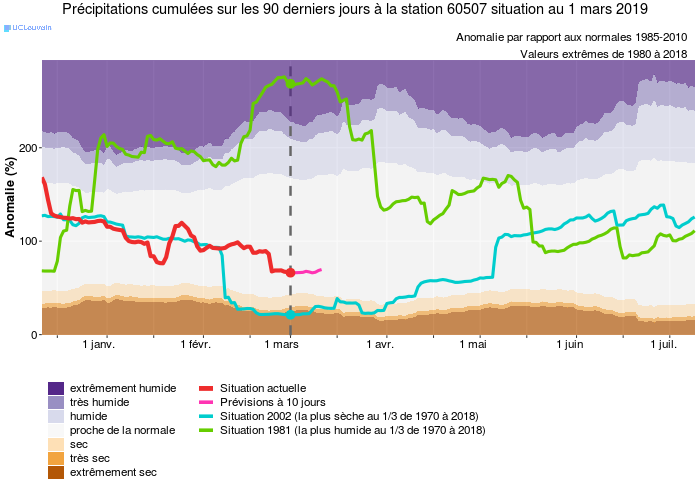 Précipitations cumulées sur les 90 derniers jours à la station 60507 situation au 1 mars 2019
UCLouvain
Anomalie par rapport aux normales 1985-2010
Valeurs extrêmes de 1980 à 2018
Anomalie (%)
200
100
0
1 janv. 1 févr. 1 mars 1 avr. 1 mai 1 juin 1 juil.
extrêmement humide
très humide
humide
proche de la normale
sec
très sec
extrêmement sec
Situation actuelle
Prévisions à 10 jours
Situation 2002 (la plus sèche au 1/3 de 1970 à 2018)
Situation 1981 (la plus humide au 1/3 de 1970 à 2018)